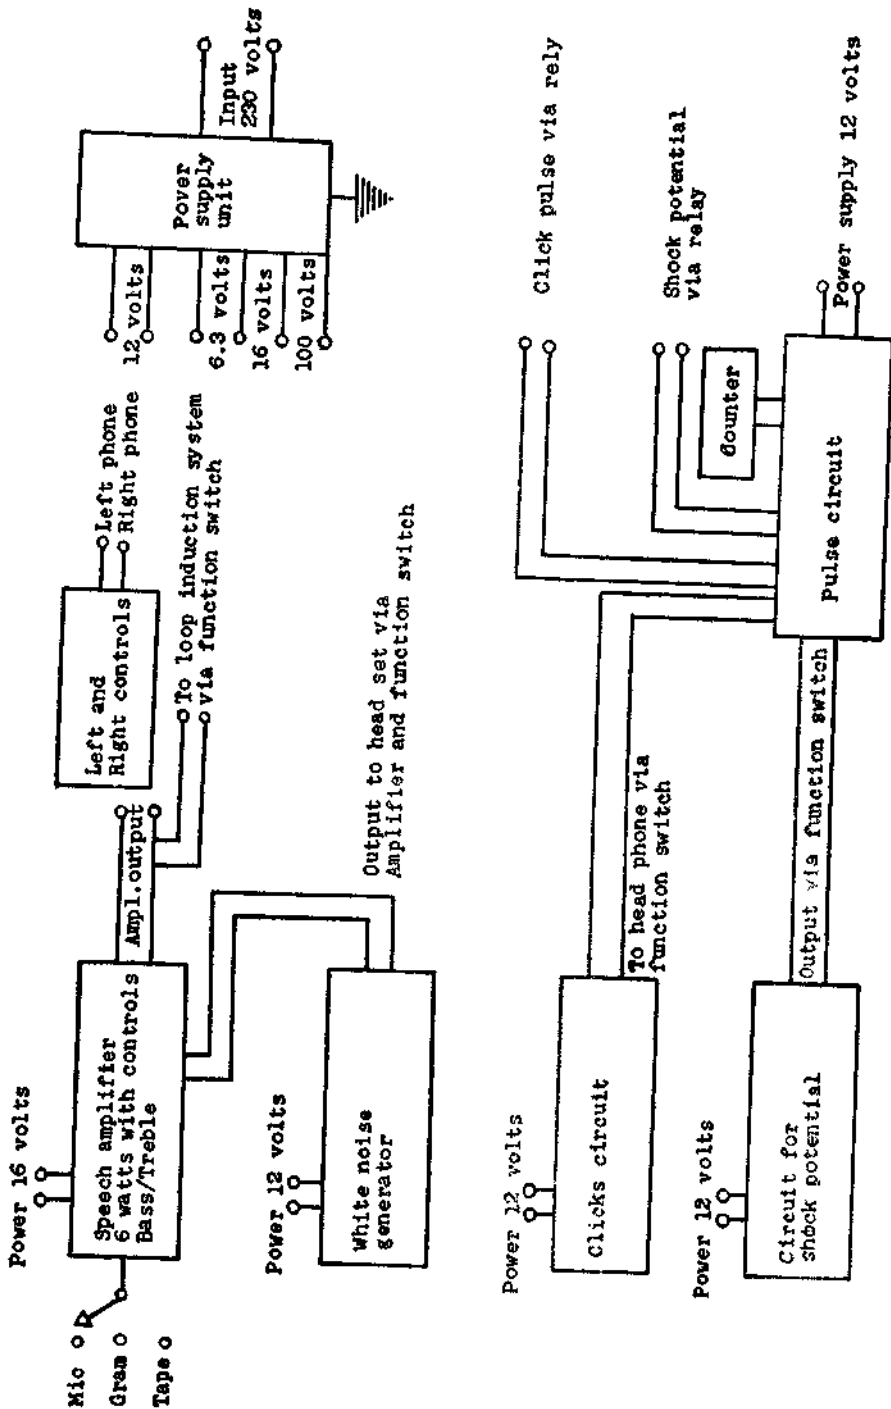 Mic
Gram
Tape
Power 16 volts
Speech amplifier
6 watts with controls
Bass/Treble
Ampl.output
Left and
Right controls
Left phone
Right phone
To loop induction system
via function switch
12 volts
6.3 volts
16 volts
100 volts
Pover
supply
unit
Input
230 volts
Power 12 volts
White noise
generator
Output to head set via
Amplifier and function switch
Power 12 volts
Clicks circuit
To head phone via
function switch
Click pulse via rely
Shock potential
via relay
Counter
Pulse circuit
Power supply 12 volts
Power 12 volts
Circuit for
shock potential
Output via function switch